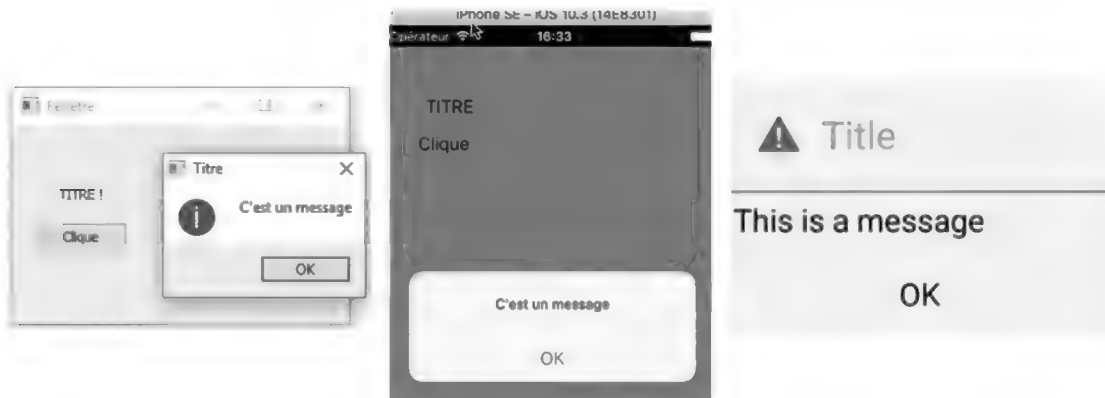 Fenetre
TITRE !
Clique
Titre
C'est un message
OK
iPhone SE – iOS 10.3 (14E8301)
Opérateur
16:33
TITRE
Clique
C'est un message
OK
Title
This is a message
OK